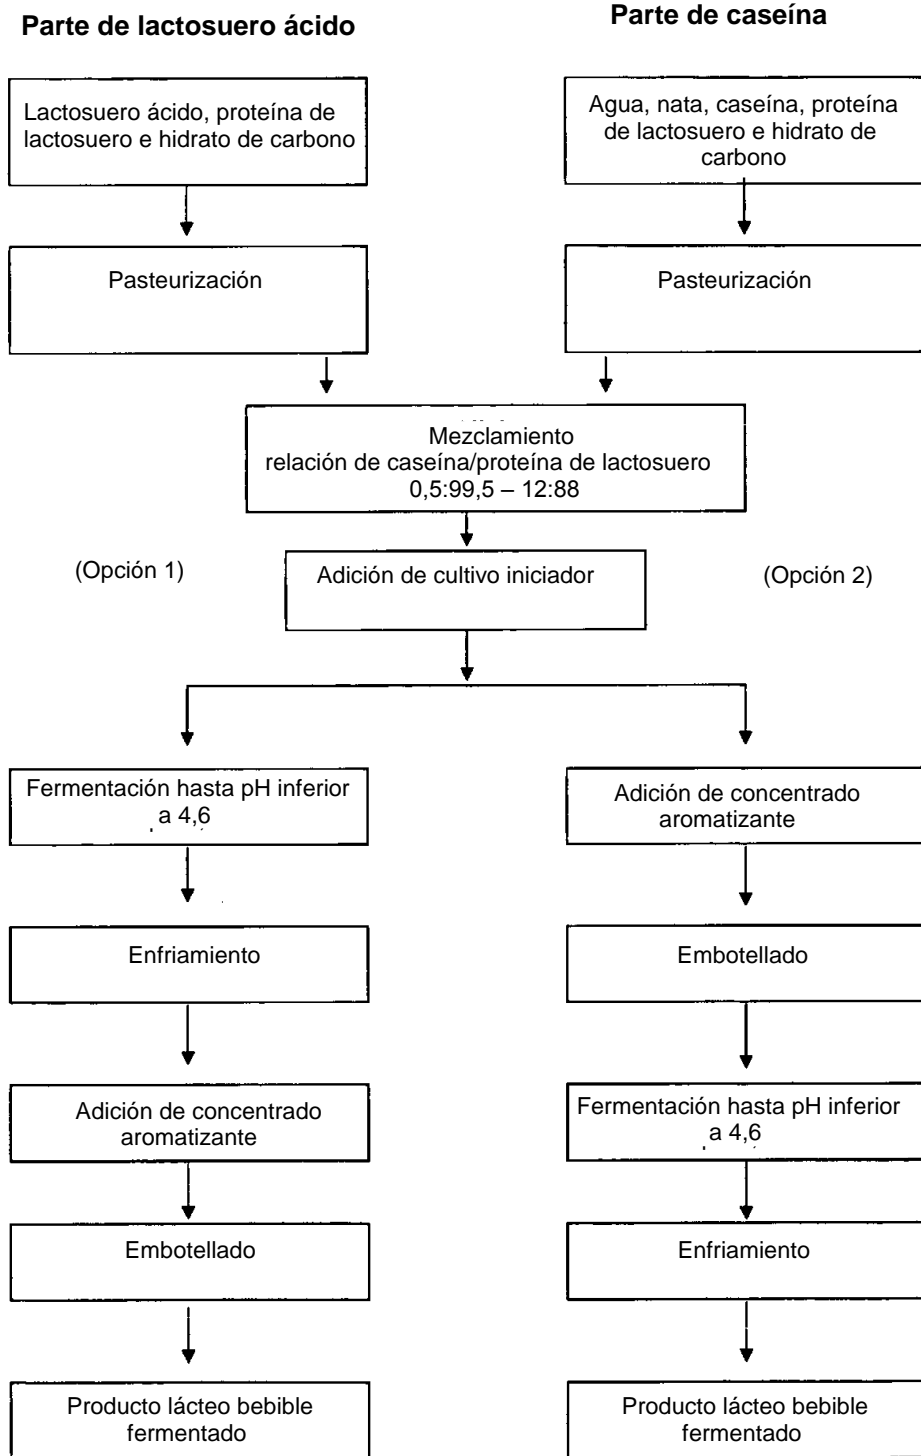 Parte de lactosuero ácido
Parte de caseína
Lactosuero ácido, proteína de
lactosuero e hidrato de carbono
Agua, nata, caseína, proteína
de lactosuero e hidrato de
carbono
Pasteurización
Pasteurización
Mezclamiento
relación de caseína/proteína de lactosuero
0,5:99,5 – 12:88
(Opción 1)
Adición de cultivo iniciador
(Opción 2)
Fermentación hasta pH inferior
a 4,6
Adición de concentrado
aromatizante
Enfriamiento
Embotellado
Adición de concentrado
aromatizante
Fermentación hasta pH inferior
a 4,6
Embotellado
Enfriamiento
Producto lácteo bebible
fermentado
Producto lácteo bebible
fermentado